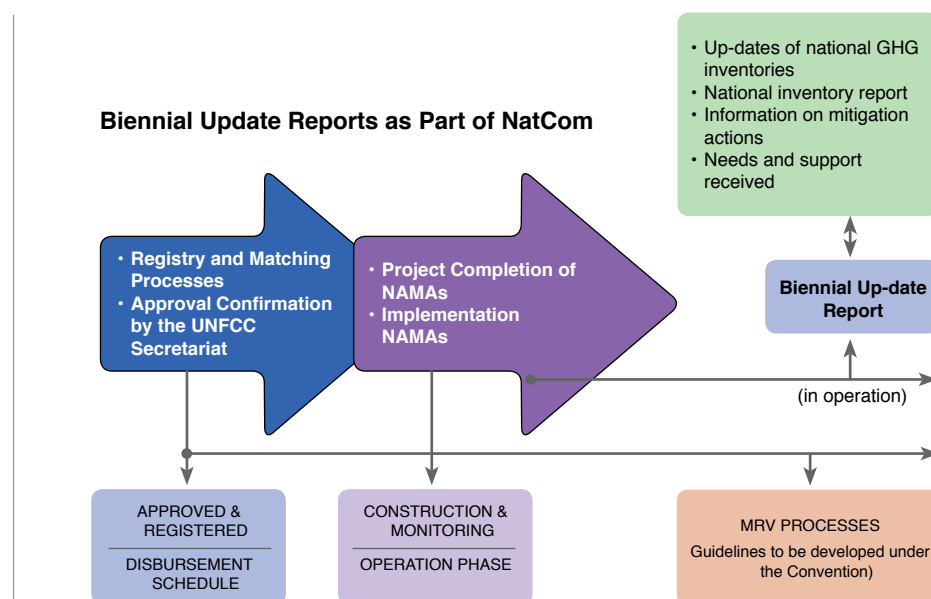 Biennial Update Reports as Part of NatCom
• Up-dates of national GHG
inventories
• National inventory report
• Information on mitigation
actions
• Needs and support
received
• Registry and Matching
Processes
• Approval Confirmation
by the UNFCC
Secretariat
• Project Completion of
NAMAs
• Implementation
NAMAs
Biennial Up-date
Report
(in operation)
APPROVED &
REGISTERED
DISBURSEMENT
SCHEDULE
CONSTRUCTION &
MONITORING
OPERATION PHASE
MRV PROCESSES
Guidelines to be developed under
the Convention)